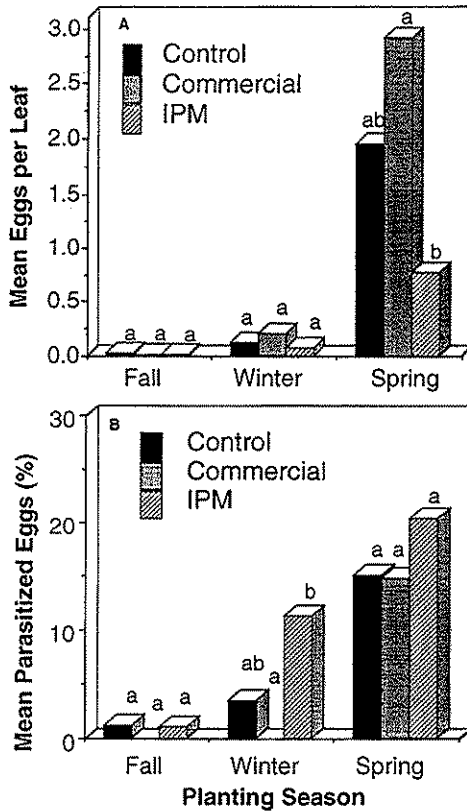 A
Control
Commercial
IPM
Mean Eggs per Leaf
3.0
2.5
2.0
1.5
1.0
0.5
0.0
a a a
a a a
ab a b
Fall Winter Spring
B
Control
Commercial
IPM
Mean Parasitized Eggs (%)
30
20
10
0
a a a
ab a b
a a a
Fall Winter Spring
Planting Season